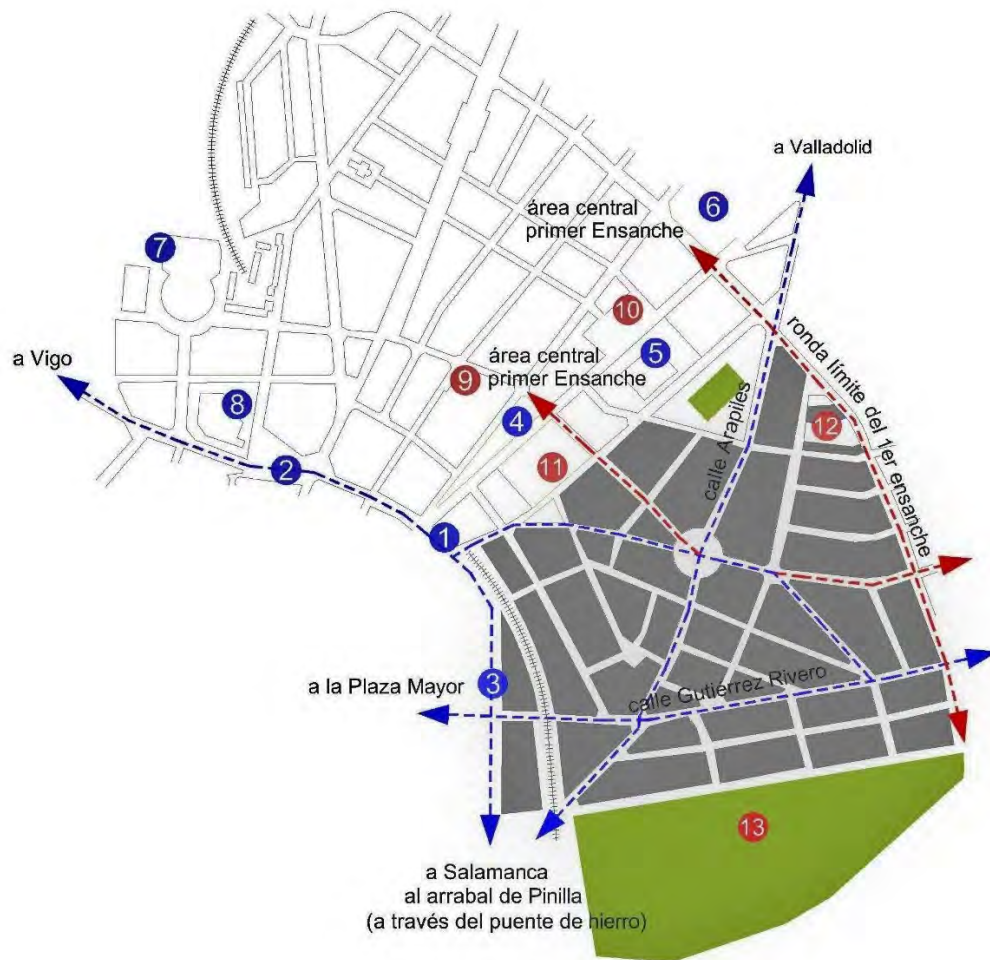 a Valladolid
6
área central
primer Ensanche
7
10
ronda límite del 1er ensanche
a Vigo
5
área central
primer Ensanche
9
8
4
calle Arapiles
12
11
2
1
a la Plaza Mayor
3
calle Gutiérrez Rivero
13
a Salamanca
al arrabal de Pinilla
(a través del puente de hierro)